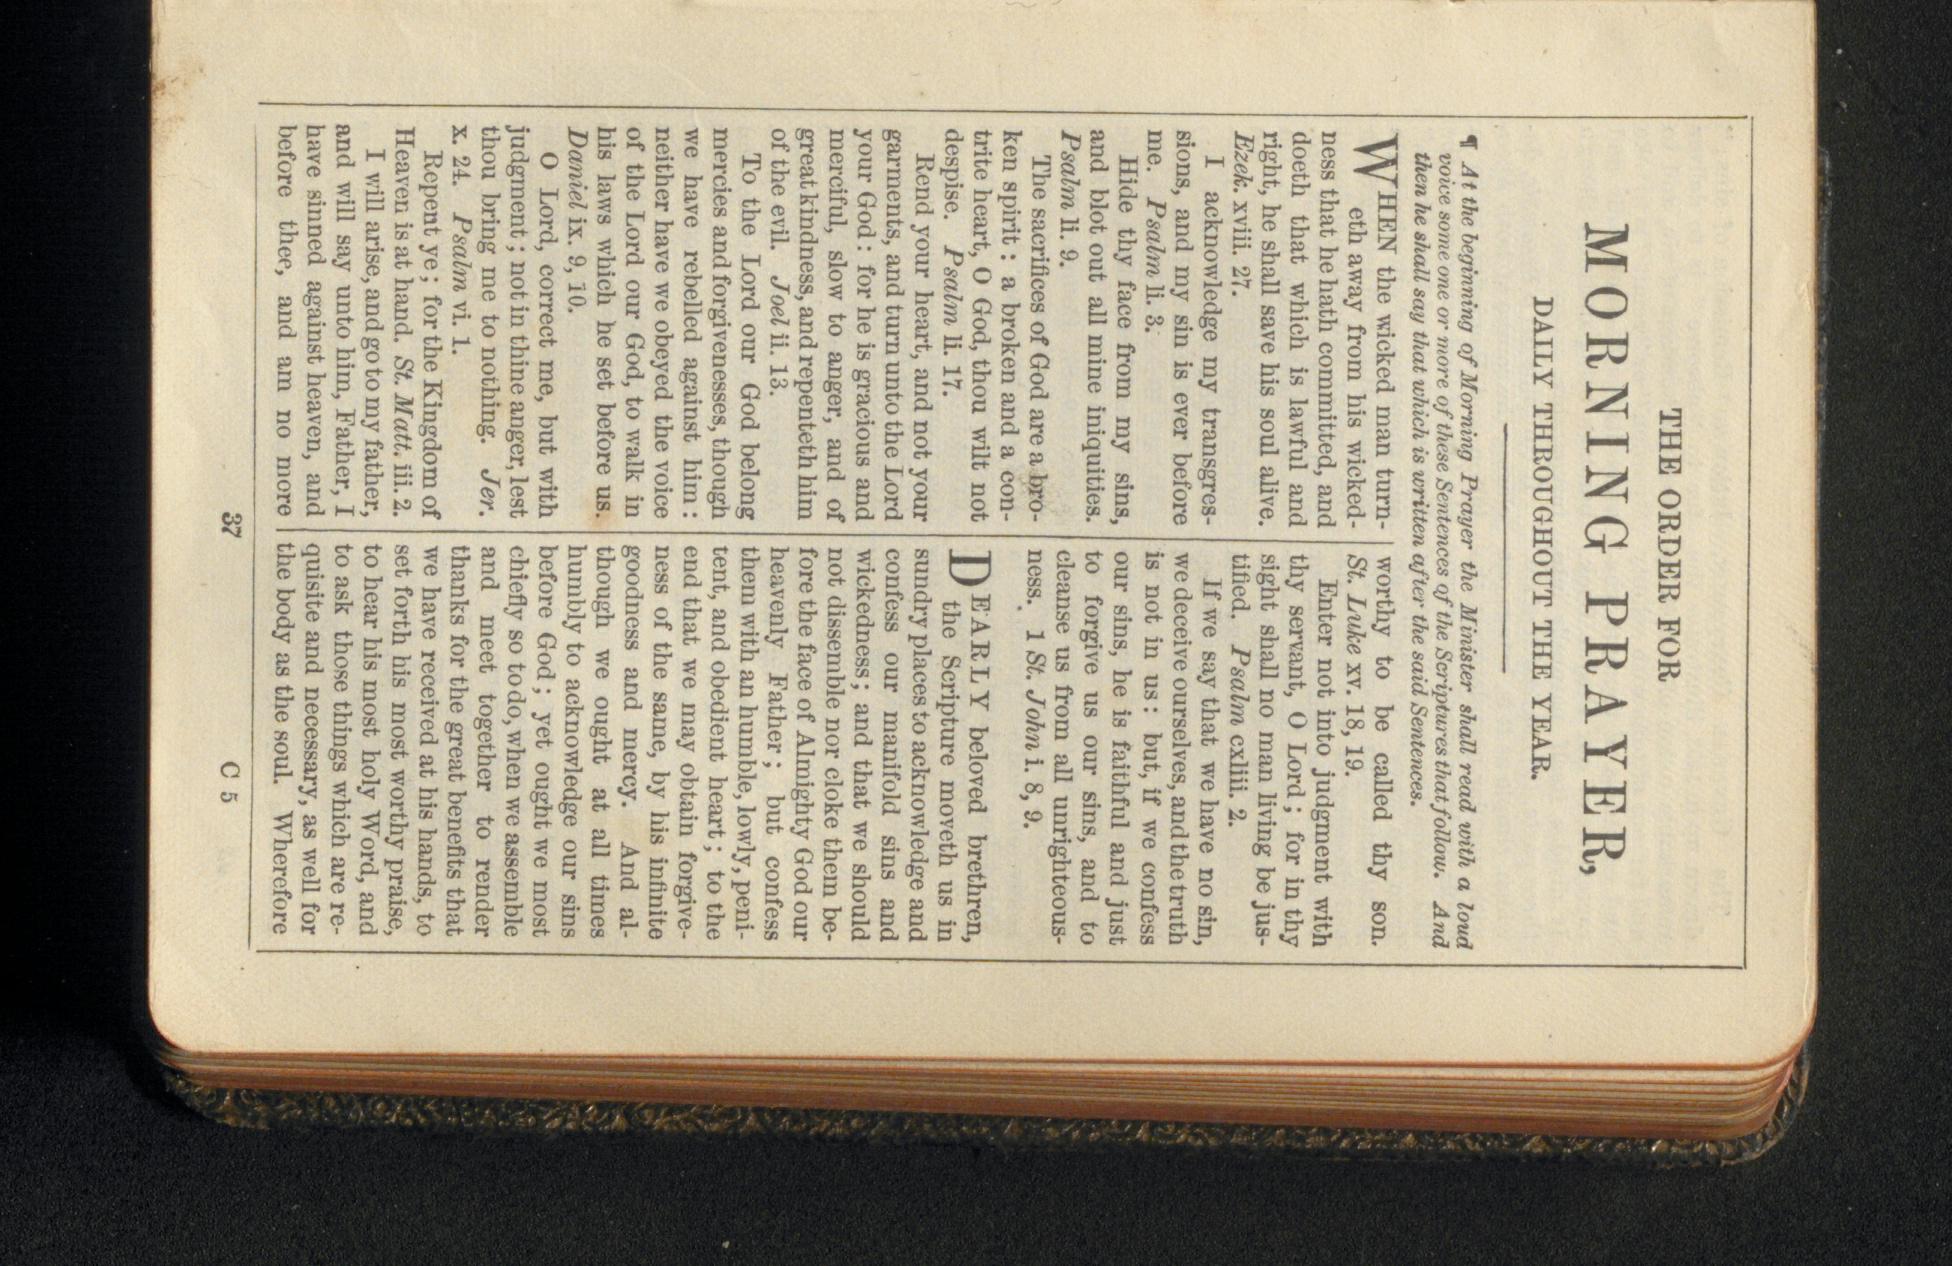 THE ORDER FOR
MORNING PRAYER,
DAILY THROUGHOUT THE YEAR.
¶ At the beginning of Morning Prayer the Minister shall read with a loud
voice some one or more of these Sentences of the Scriptures that follow. And
then he shall say that which is written after the said Sentences.
WHEN the wicked man turn-
eth away from his wicked-
ness that he hath committed, and
doeth that which is lawful and
right, he shall save his soul alive.
Ezek. xviii. 27.
I acknowledge my transgres-
sions, and my sin is ever before
me. Psalm li. 3.
Hide thy face from my sins,
and blot out all mine iniquities.
Psalm li. 9.
The sacrifices of God are a bro-
ken spirit : a broken and a con-
trite heart, O God, thou wilt not
despise. Psalm li. 17.
Rend your heart, and not your
garments, and turn unto the Lord
your God : for he is gracious and
merciful, slow to anger, and of
great kindness, and repenteth him
of the evil. Joel ii. 13.
To the Lord our God belong
mercies and forgivenesses, though
we have rebelled against him :
neither have we obeyed the voice
of the Lord our God, to walk in
his laws which he set before us.
Daniel ix. 9, 10.
O Lord, correct me, but with
judgment ; not in thine anger, lest
thou bring me to nothing. Jer.
x. 24. Psalm vi. 1.
Repent ye ; for the Kingdom of
Heaven is at hand. St. Matt. iii. 2.
I will arise, and go to my father,
and will say unto him, Father, I
have sinned against heaven, and
before thee, and am no more
worthy to be called thy son.
St. Luke xv. 18, 19.
Enter not into judgment with
thy servant, O Lord ; for in thy
sight shall no man living be jus-
tified. Psalm cxliii. 2.
If we say that we have no sin,
we deceive ourselves, and the truth
is not in us : but, if we confess
our sins, he is faithful and just
to forgive us our sins, and to
cleanse us from all unrighteous-
ness. 1 St. John i. 8, 9.
DEARLY beloved brethren,
the Scripture moveth us in
sundry places to acknowledge and
confess our manifold sins and
wickedness ; and that we should
not dissemble nor cloke them be-
fore the face of Almighty God our
heavenly Father ; but confess
them with an humble, lowly, peni-
tent, and obedient heart ; to the
end that we may obtain forgive-
ness of the same, by his infinite
goodness and mercy. And al-
though we ought at all times
humbly to acknowledge our sins
before God ; yet ought we most
chiefly so to do, when we assemble
and meet together to render
thanks for the great benefits that
we have received at his hands, to
set forth his most worthy praise,
to hear his most holy Word, and
to ask those things which are re-
quisite and necessary, as well for
the body as the soul. Wherefore
37
C 5